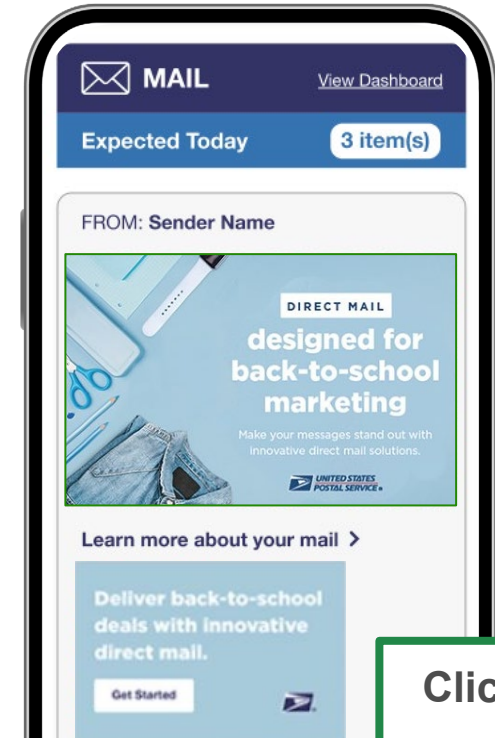 MAIL
View Dashboard
Expected Today
3 item(s)
FROM: Sender Name
DIRECT MAIL
designed for
back-to-school
marketing
Make your messages stand out with
innovative direct mail solutions.
UNITED STATES
POSTAL SERVICE
Learn more about your mail >
Deliver back-to-school
deals with innovative
direct mail.
Get Started